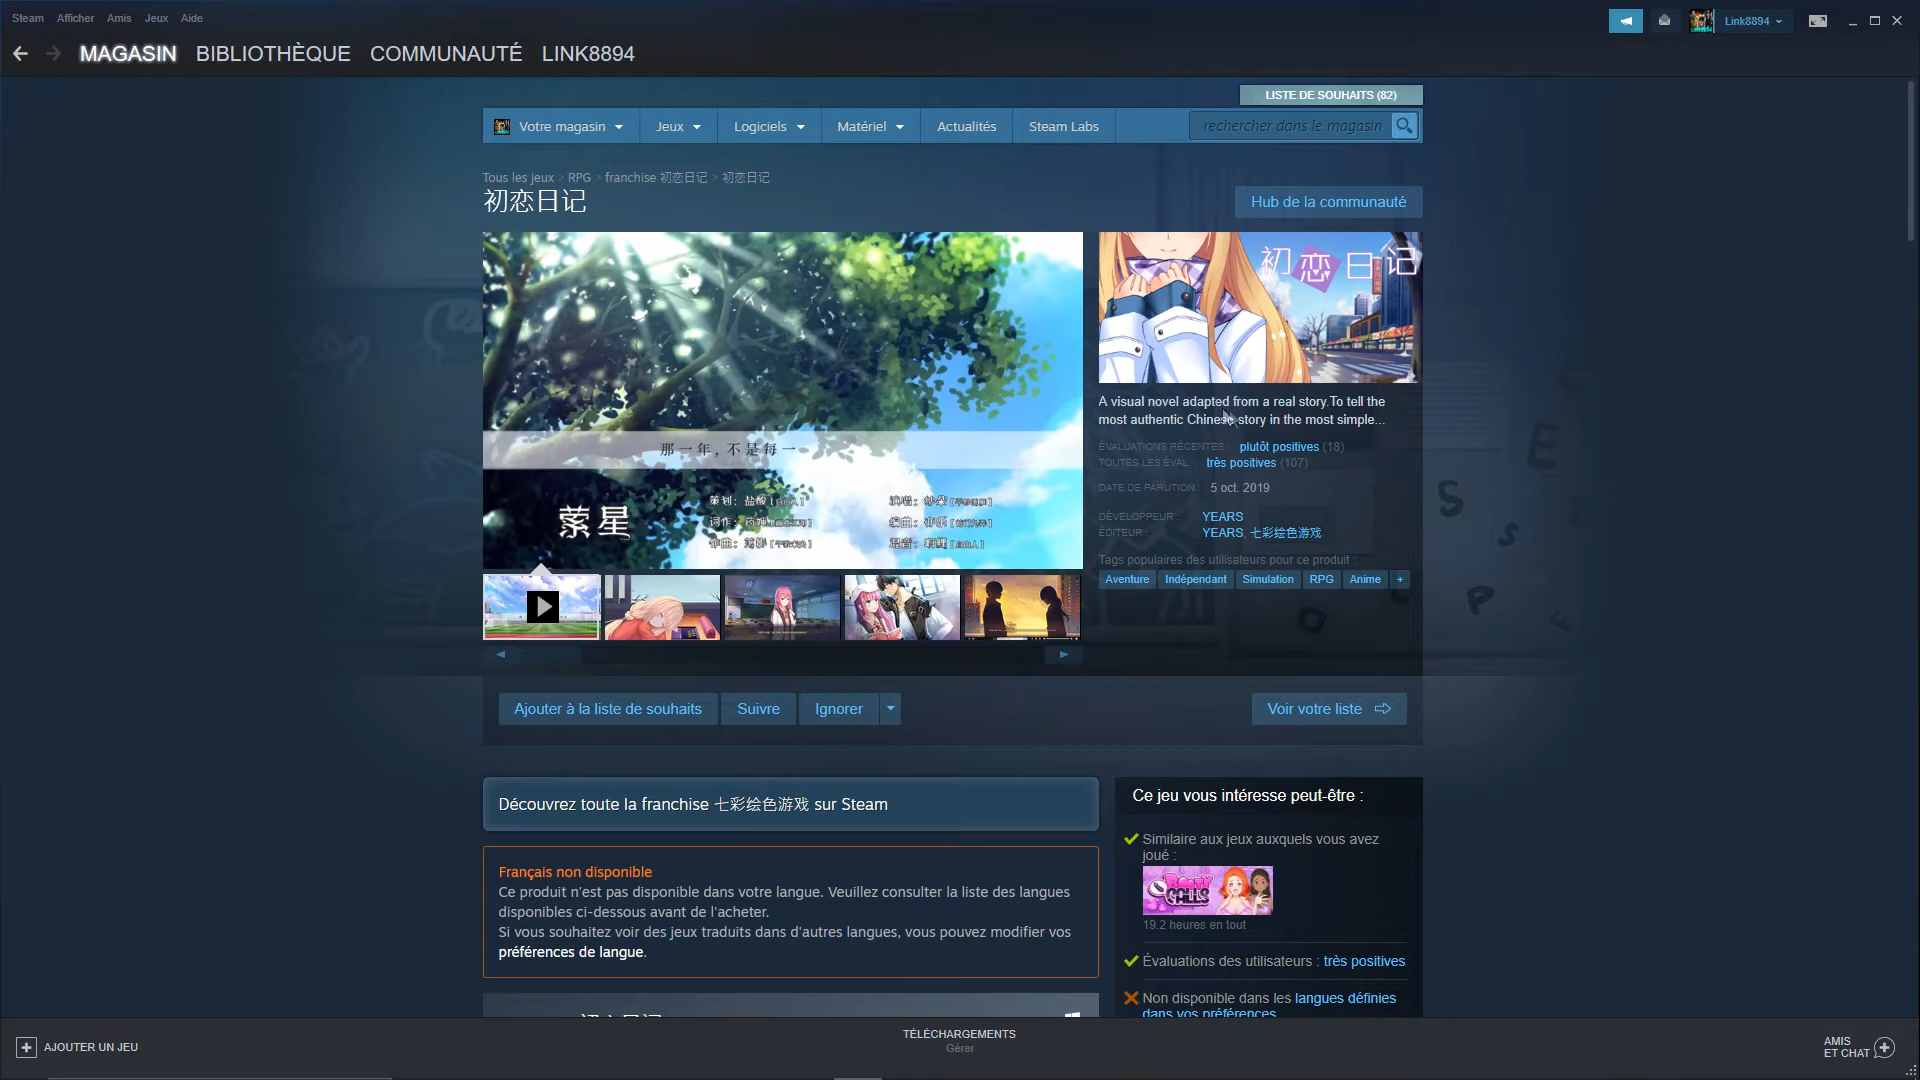 Steam Afficher Amis Jeux Aide
Link8894
MAGASIN BIBLIOTHÈQUE COMMUNAUTÉ LINK8894
LISTE DE SOUHAITS (82)
Votre magasin Jeux Logiciels Matériel Actualités Steam Labs rechercher dans le magasin
Tous les jeux > RPG > franchise 初恋日记 > 初恋日记
初恋日记
Hub de la communauté
那一年，不是每一
萦星
策划：盐酸
初恋日记
A visual novel adapted from a real story.To tell the
most authentic Chinese story in the most simple...
ÉVALUATIONS RÉCENTES : plutôt positives (18)
TOUTES LES ÉVAL. : très positives (107)
DATE DE PARUTION : 5 oct. 2019
DÉVELOPPEUR : YEARS
ÉDITEUR : YEARS, 七彩绘色游戏
Tags populaires des utilisateurs pour ce produit :
Aventure Indépendant Simulation RPG Anime +
Ajouter à la liste de souhaits Suivre Ignorer Voir votre liste
Découvrez toute la franchise 七彩绘色游戏 sur Steam
Français non disponible
Ce produit n'est pas disponible dans votre langue. Veuillez consulter la liste des langues
disponibles ci-dessous avant de l'acheter.
Si vous souhaitez voir des jeux traduits dans d'autres langues, vous pouvez modifier vos
préférences de langue.
Ce jeu vous intéresse peut-être :
Similaire aux jeux auxquels vous avez
joué :
BOOTY CALLS
19.2 heures en tout
Évaluations des utilisateurs : très positives
Non disponible dans les langues définies
dans vos préférences
AJOUTER UN JEU
TÉLÉCHARGEMENTS
Gérer
AMIS
ET CHAT